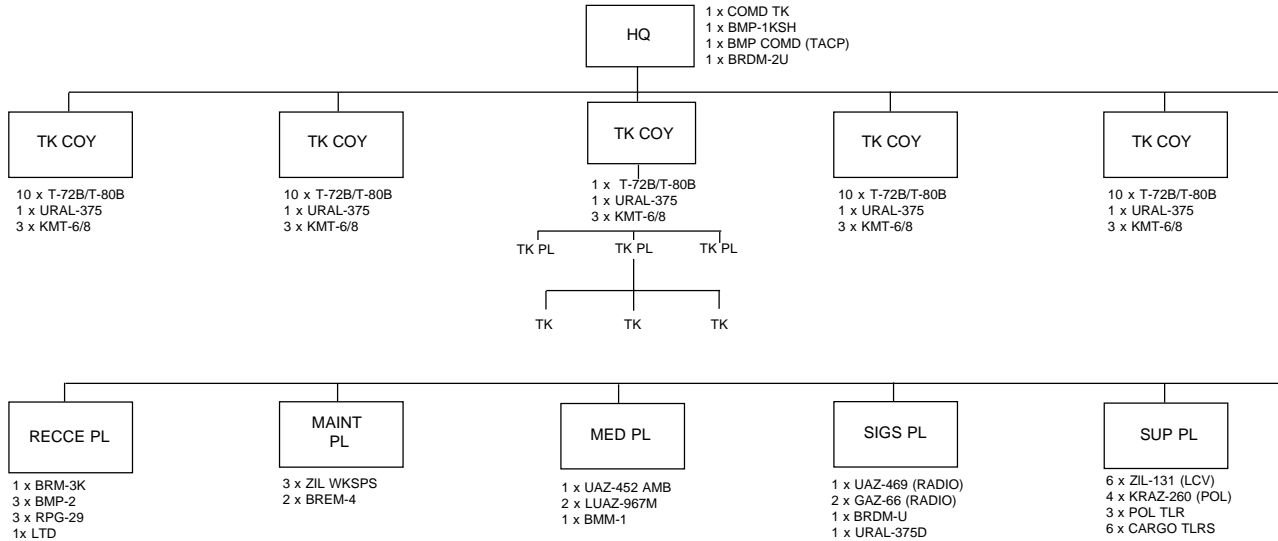 HQ
1 x COMD TK
1 x BMP-1KSH
1 x BMP COMD (TACP)
1 x BRDM-2U
TK COY
10 x T-72B/T-80B
1 x URAL-375
3 x KMT-6/8
TK COY
10 x T-72B/T-80B
1 x URAL-375
3 x KMT-6/8
TK COY
1 x T-72B/T-80B
1 x URAL-375
3 x KMT-6/8
TK PL TK PL TK PL
TK TK TK
TK COY
10 x T-72B/T-80B
1 x URAL-375
3 x KMT-6/8
TK COY
10 x T-72B/T-80B
1 x URAL-375
3 x KMT-6/8
RECCE PL
1 x BRM-3K
3 x BMP-2
3 x RPG-29
1x LTD
MAINT
PL
3 x ZIL WKSPS
2 x BREM-4
MED PL
1 x UAZ-452 AMB
2 x LUAZ-967M
1 x BMM-1
SIGS PL
1 x UAZ-469 (RADIO)
2 x GAZ-66 (RADIO)
1 x BRDM-U
1 x URAL-375D
SUP PL
6 x ZIL-131 (LCV)
4 x KRAZ-260 (POL)
3 x POL TLR
6 x CARGO TLRS